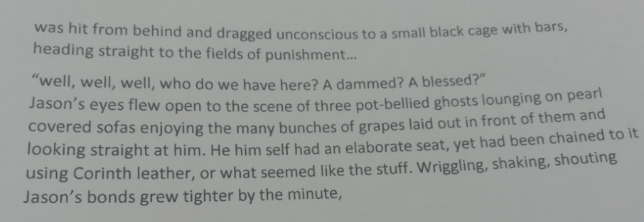 was hit from behind and dragged unconscious to a small black cage with bars,
heading straight to the fields of punishment...
“well, well, well, who do we have here? A dammed? A blessed?”
Jason’s eyes flew open to the scene of three pot-bellied ghosts lounging on pearl
covered sofas enjoying the many bunches of grapes laid out in front of them and
looking straight at him. He him self had an elaborate seat, yet had been chained to it
using Corinth leather, or what seemed like the stuff. Wriggling, shaking, shouting
Jason’s bonds grew tighter by the minute,